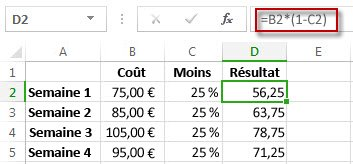 D2 fx =B2*(1-C2)
A B C D E
1 Coût Moins Résultat
2 Semaine 1 75,00 € 25 % 56,25
3 Semaine 2 85,00 € 25 % 63,75
4 Semaine 3 105,00 € 25 % 78,75
5 Semaine 4 95,00 € 25 % 71,25